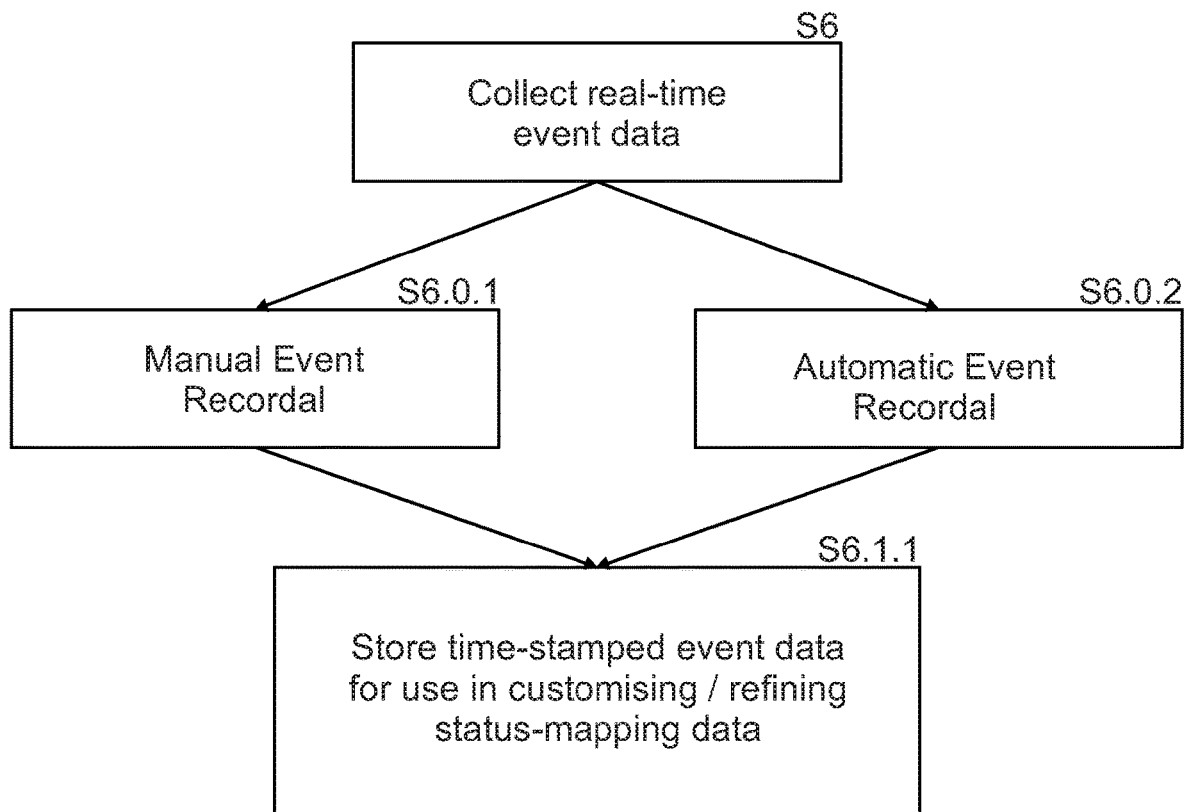 S6
Collect real-time
event data
S6.0.1
Manual Event
Recordal
S6.0.2
Automatic Event
Recordal
S6.1.1
Store time-stamped event data
for use in customising / refining
status-mapping data